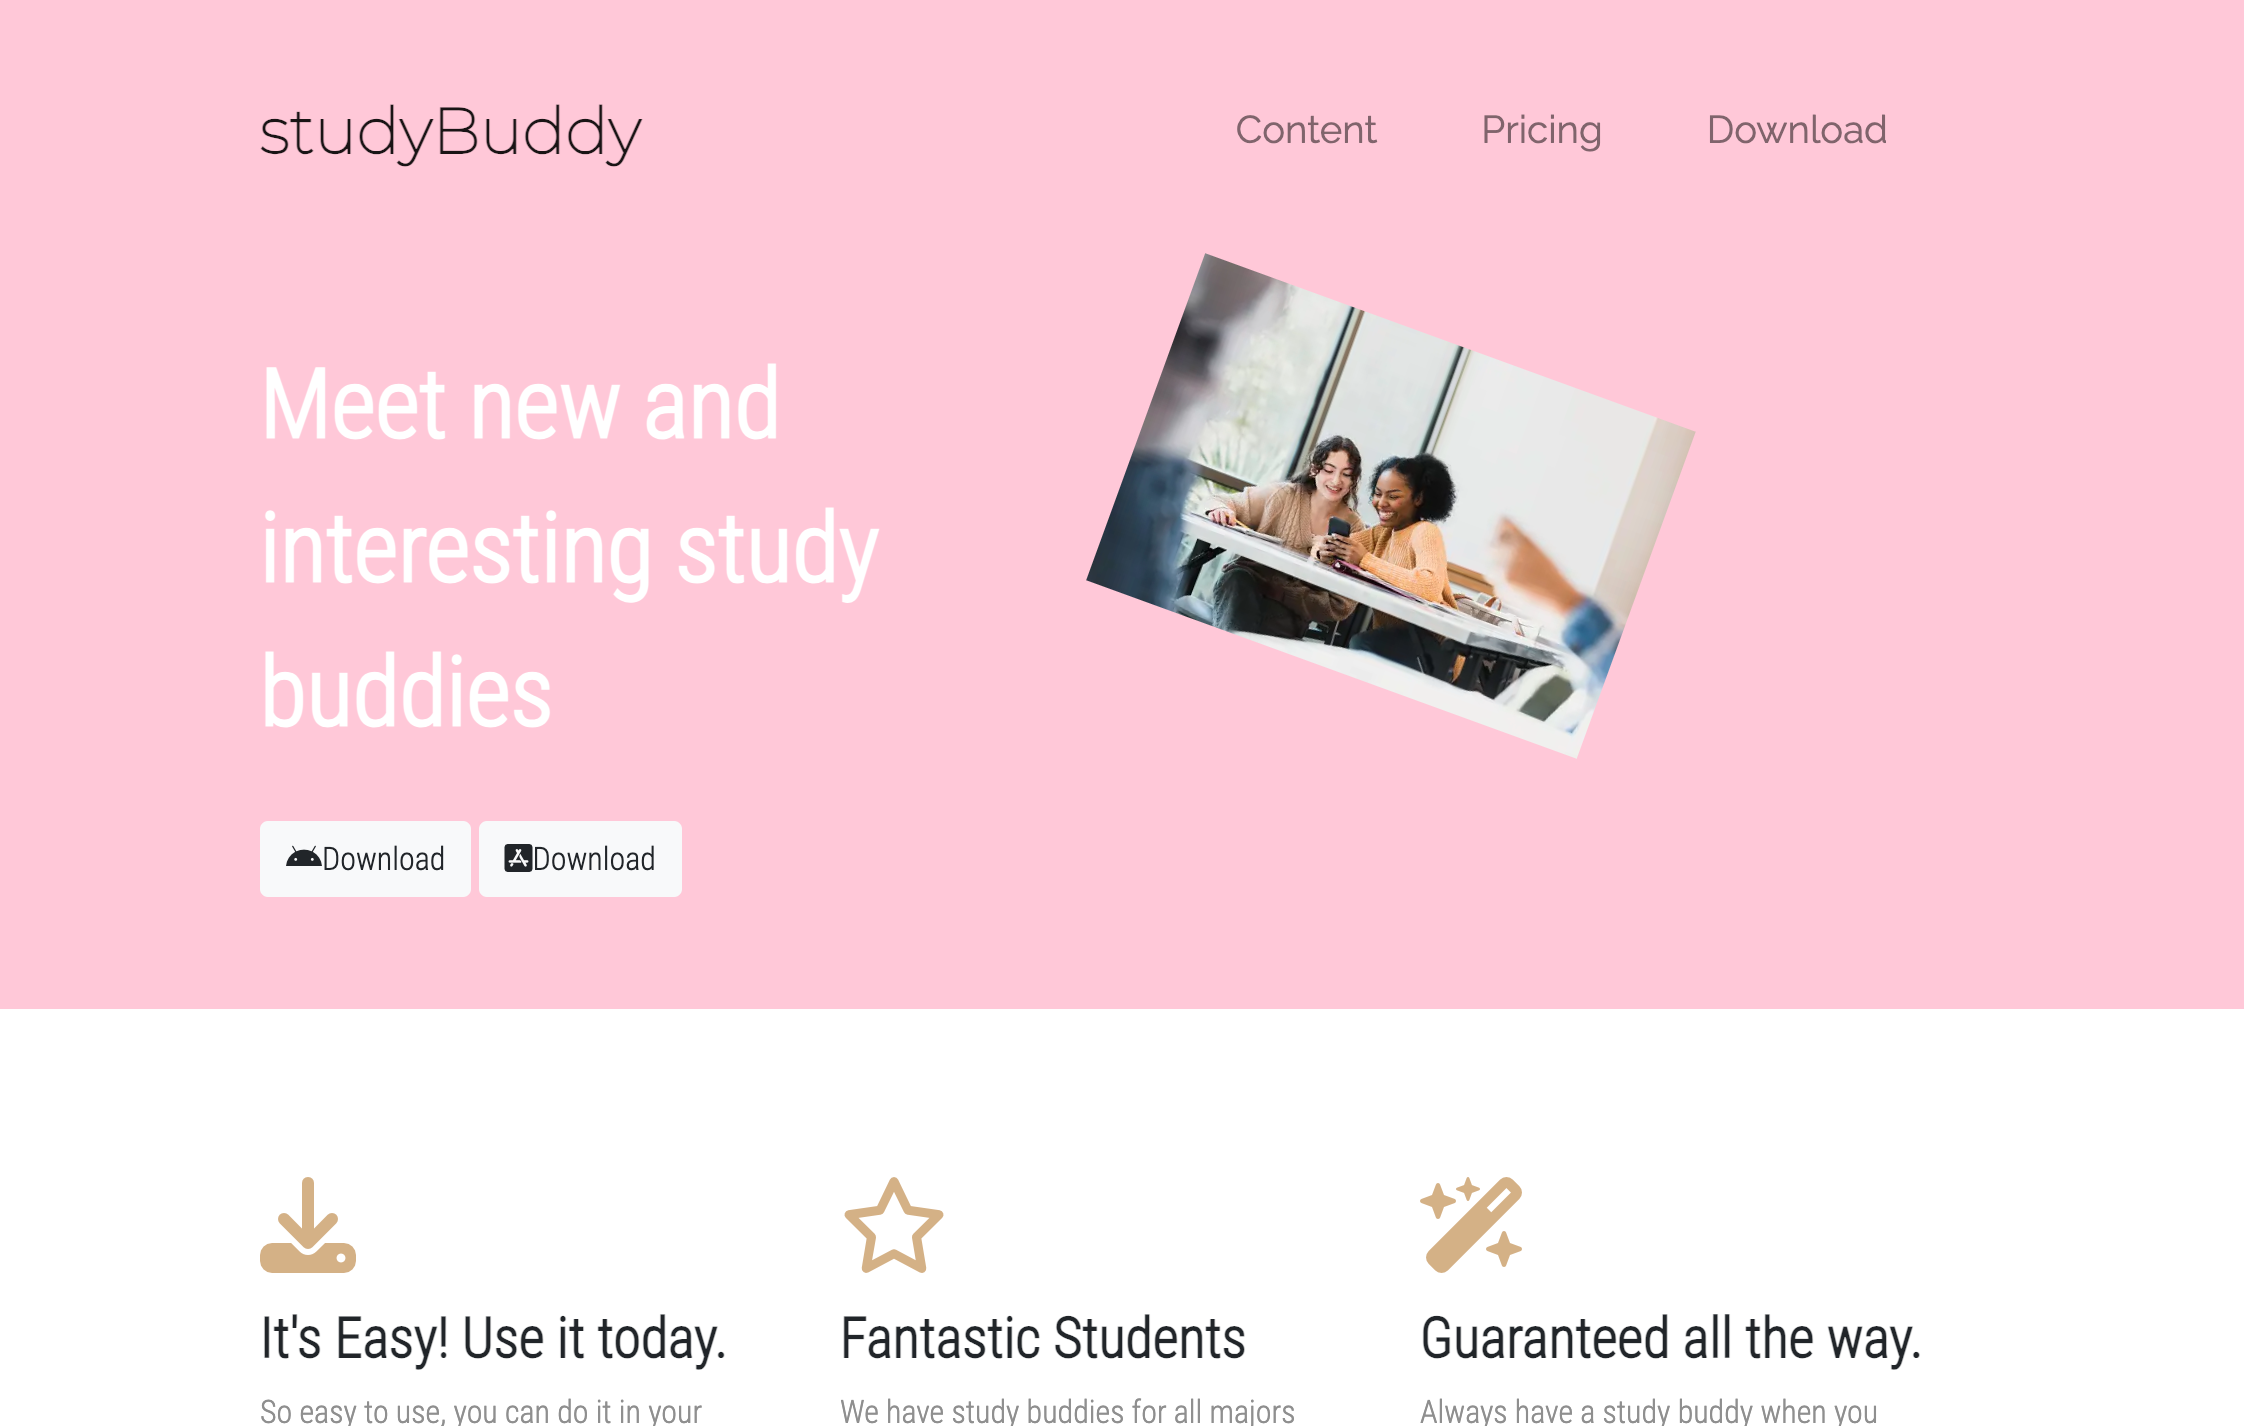 studyBuddy
Content Pricing Download
Meet new and
interesting study
buddies
Download Download
It's Easy! Use it today.
Fantastic Students
Guaranteed all the way.
So easy to use, you can do it in your
We have study buddies for all majors
Always have a study buddy when you